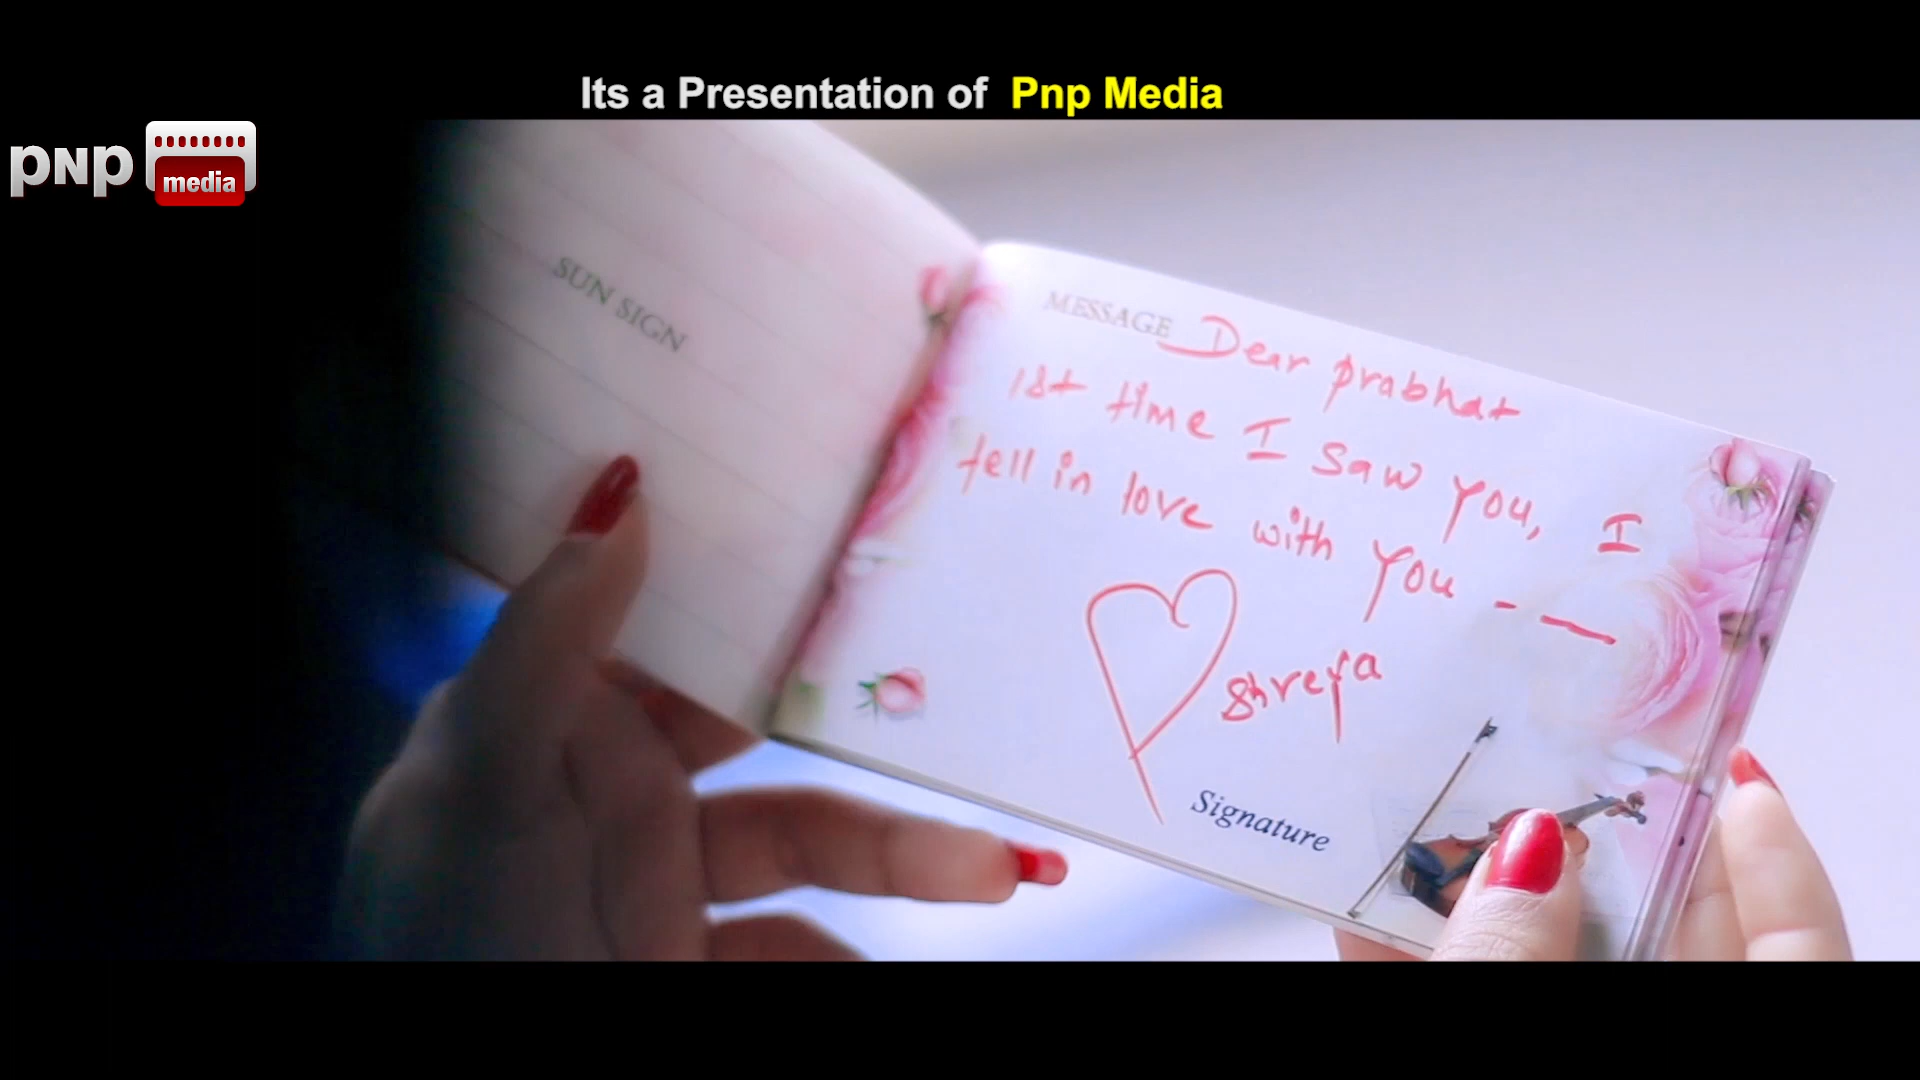 Its a Presentation of Pnp Media
pNp media
SUN SIGN
MESSAGE Dear prabhat
1st time I saw you, I
fell in love with you - —
Shreya
Signature